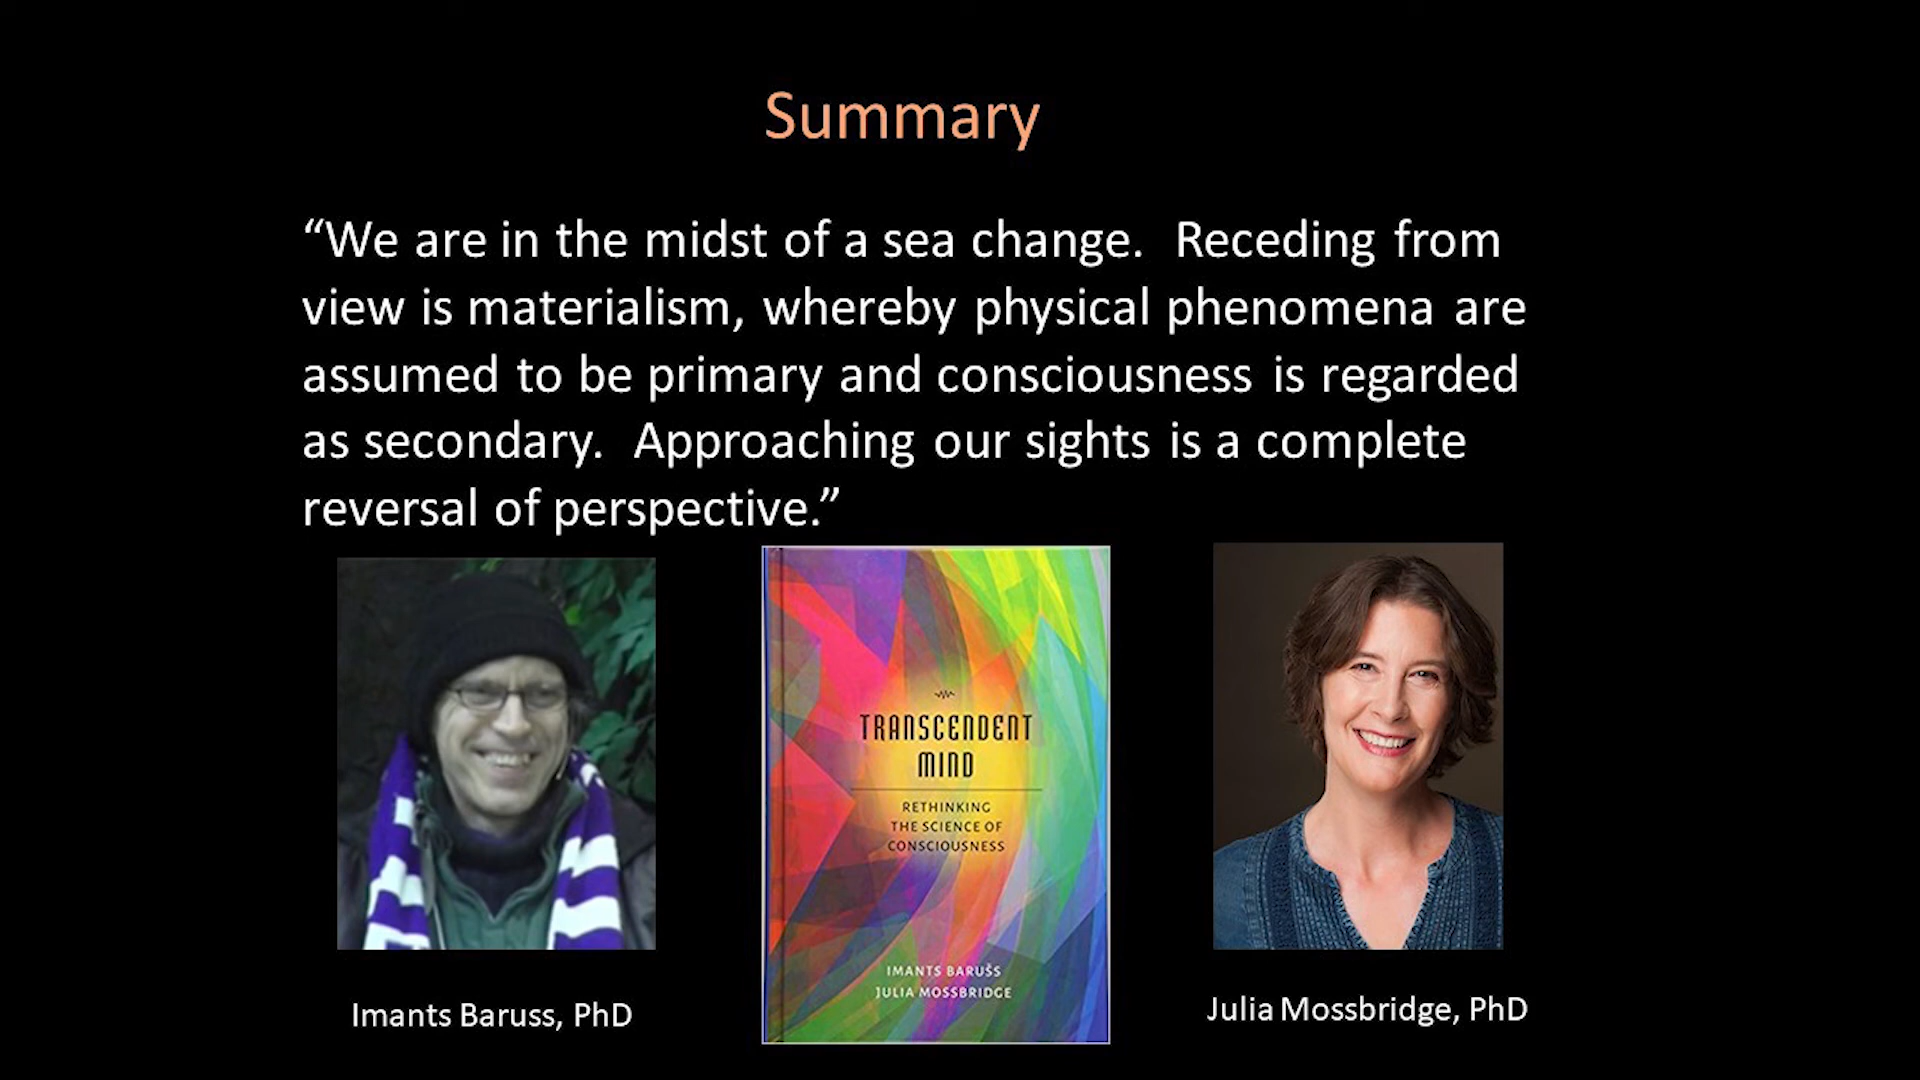 Summary
“We are in the midst of a sea change.  Receding from
view is materialism, whereby physical phenomena are
assumed to be primary and consciousness is regarded
as secondary.  Approaching our sights is a complete
reversal of perspective.”
TRANSCENDENT
MIND
RETHINKING
THE SCIENCE OF
CONSCIOUSNESS
IMANTS BARUŠS
JULIA MOSSBRIDGE
Imants Baruss, PhD
Julia Mossbridge, PhD